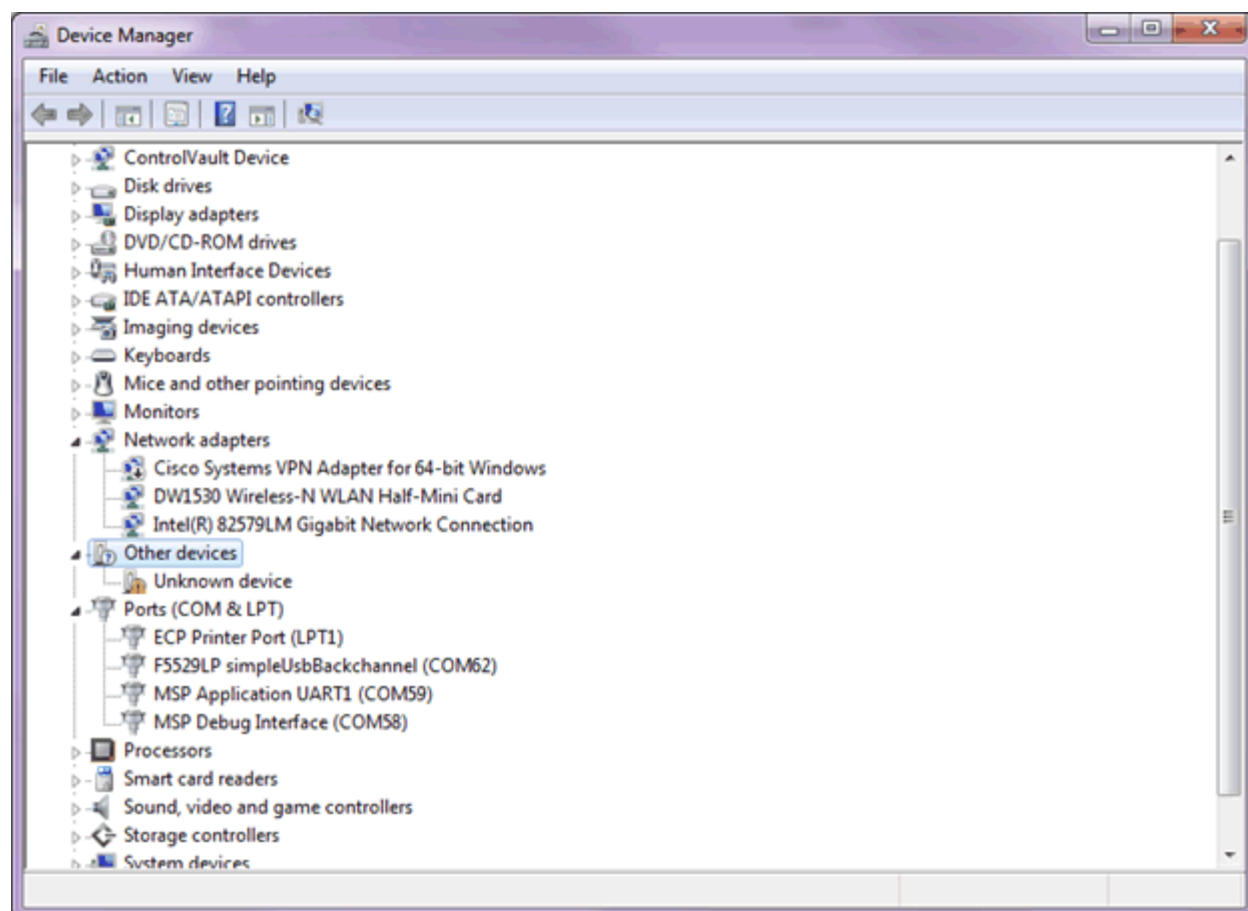 Device Manager
File Action View Help
ControlVault Device
Disk drives
Display adapters
DVD/CD-ROM drives
Human Interface Devices
IDE ATA/ATAPI controllers
Imaging devices
Keyboards
Mice and other pointing devices
Monitors
Network adapters
Cisco Systems VPN Adapter for 64-bit Windows
DW1530 Wireless-N WLAN Half-Mini Card
Intel(R) 82579LM Gigabit Network Connection
Other devices
Unknown device
Ports (COM & LPT)
ECP Printer Port (LPT1)
F5529LP simpleUsbBackchannel (COM62)
MSP Application UART1 (COM59)
MSP Debug Interface (COM58)
Processors
Smart card readers
Sound, video and game controllers
Storage controllers
System devices